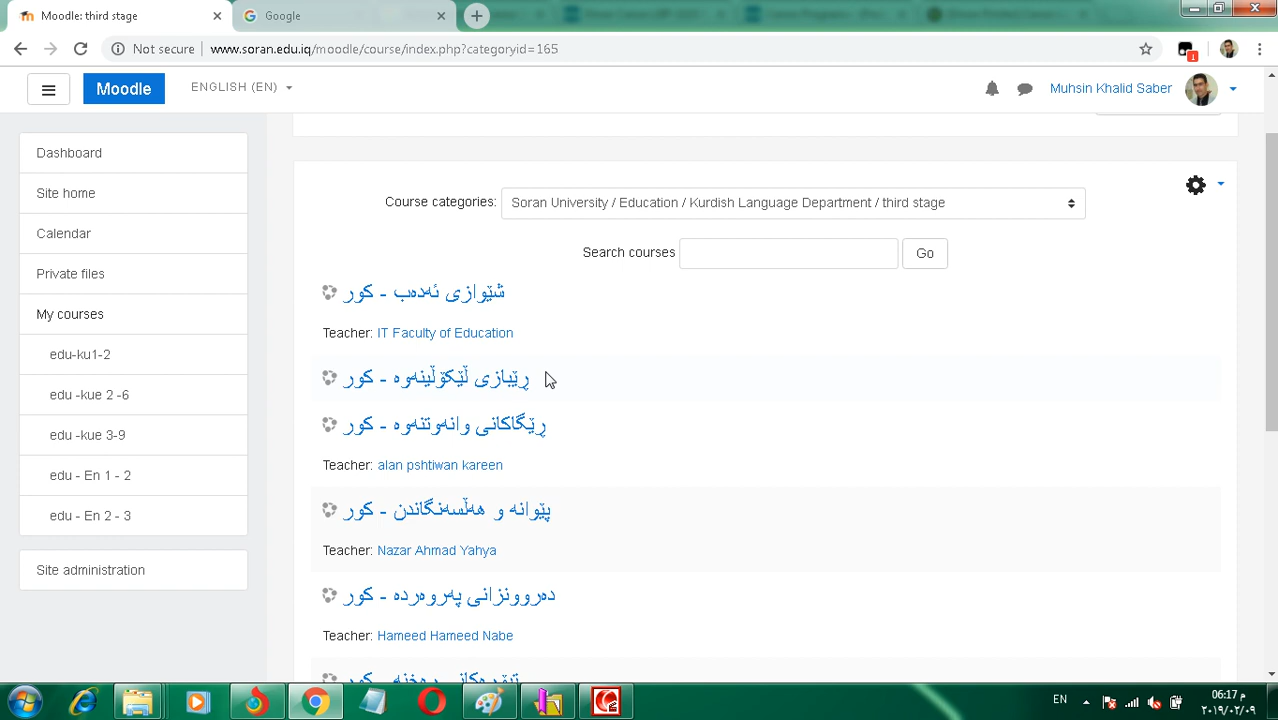 Moodle: third stage
Google
Not secure
www.soran.edu.iq/moodle/course/index.php?categoryid=165
1
Moodle
ENGLISH (EN)
Muhsin Khalid Saber
Dashboard
Site home
Calendar
Private files
My courses
edu-ku1-2
edu -kue 2 -6
edu -kue 3-9
edu - En 1 - 2
edu - En 2 - 3
Site administration
Course categories:
Soran University / Education / Kurdish Language Department / third stage
Search courses
Go
شێوازی ئەدەب - کور
Teacher: IT Faculty of Education
ڕێبازی ڵێکۆڵینەوە - کور
ڕێگاکانی وانەوتنەوە - کور
Teacher: alan pshtiwan kareen
پێوانە و هەڵسەنگاندن - کور
Teacher: Nazar Ahmad Yahya
دەروونزانی پەروەردە - کور
Teacher: Hameed Hameed Nabe
EN
06:17 م
٢٠١٩/٠٢/٠٩